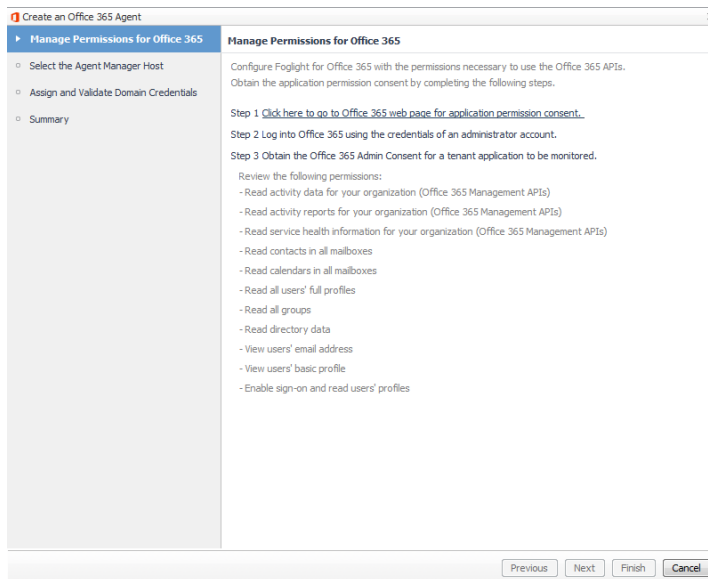 Create an Office 365 Agent
Manage Permissions for Office 365
Select the Agent Manager Host
Assign and Validate Domain Credentials
Summary
Manage Permissions for Office 365
Configure Foglight for Office 365 with the permissions necessary to use the Office 365 APIs.
Obtain the application permission consent by completing the following steps.
Step 1 Click here to go to Office 365 web page for application permission consent.
Step 2 Log into Office 365 using the credentials of an administrator account.
Step 3 Obtain the Office 365 Admin Consent for a tenant application to be monitored.
Review the following permissions:
- Read activity data for your organization (Office 365 Management APIs)
- Read activity reports for your organization (Office 365 Management APIs)
- Read service health information for your organization (Office 365 Management APIs)
- Read contacts in all mailboxes
- Read calendars in all mailboxes
- Read all users' full profiles
- Read all groups
- Read directory data
- View users' email address
- View users' basic profile
- Enable sign-on and read users' profiles
Previous Next Finish Cancel